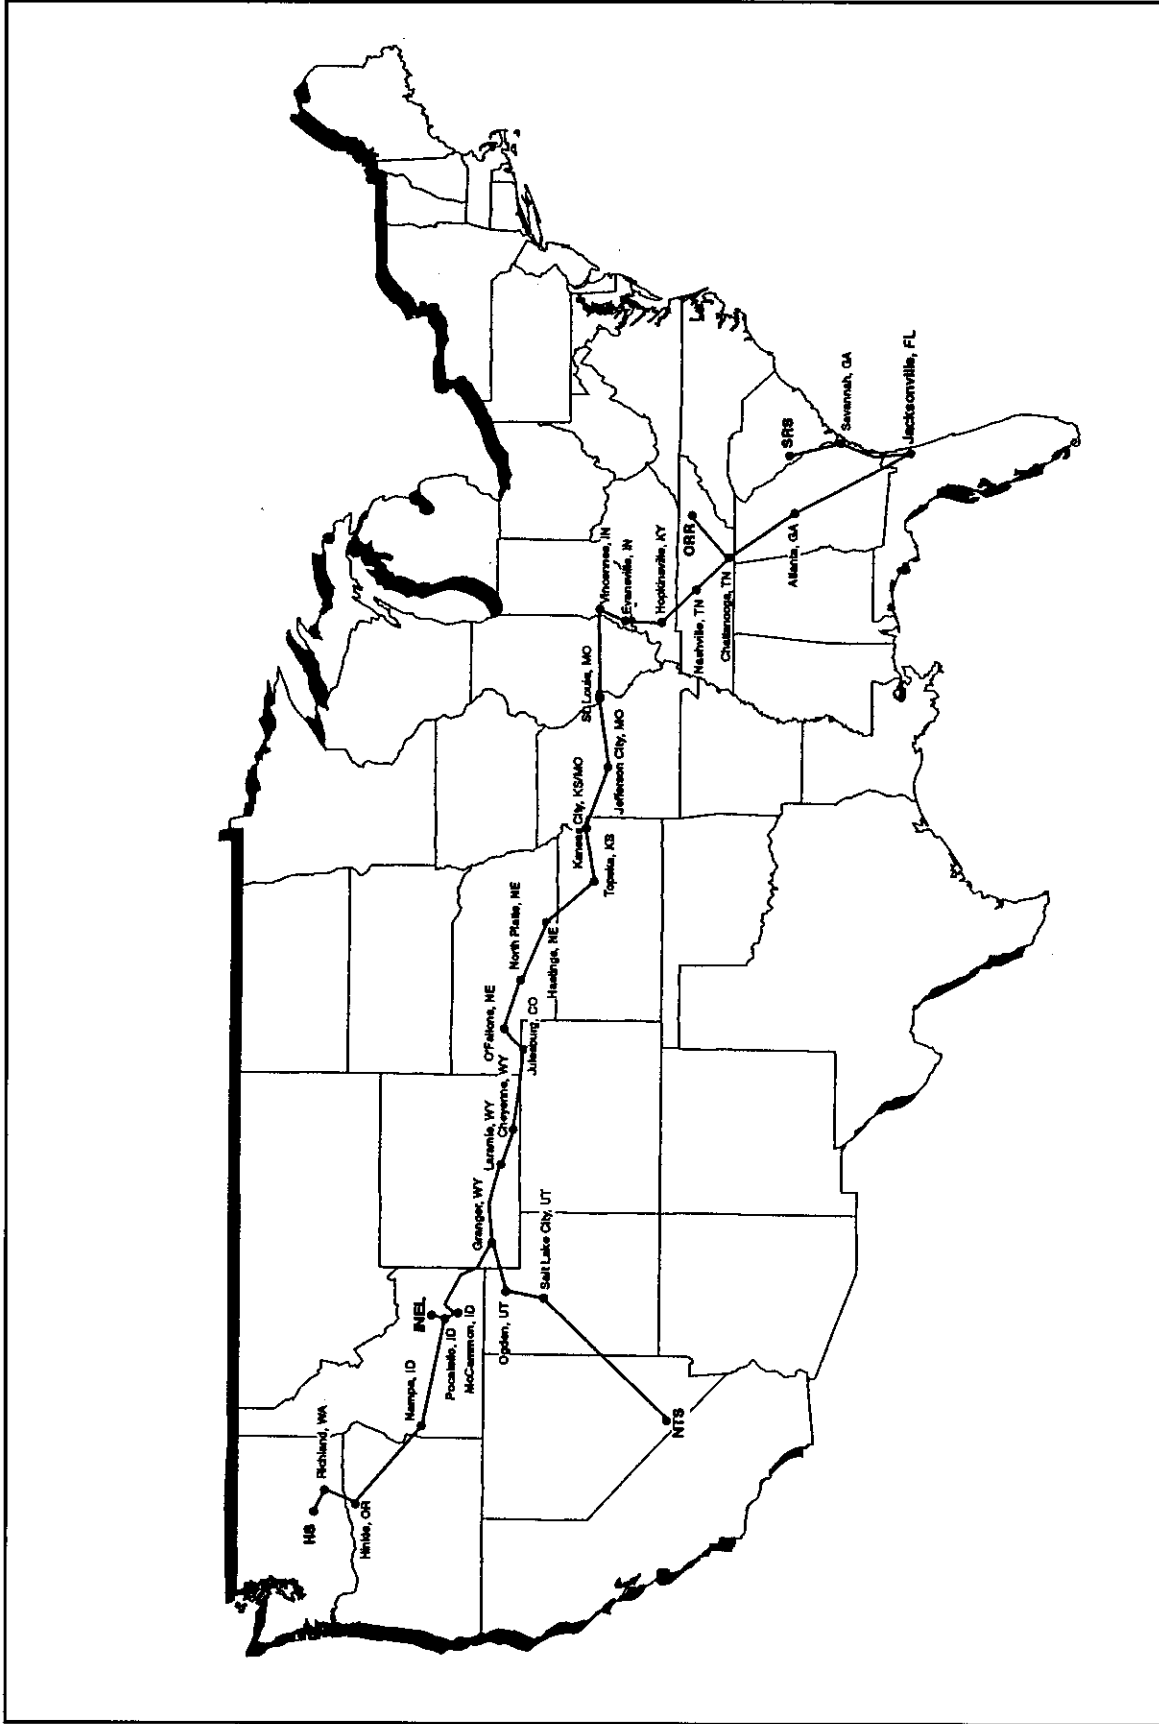 HS
Richland, WA
Hinkle, OR
Nampa, ID
INEL
Pocatello, ID
McCammon, ID
Granger, WY
Ogden, UT
Salt Lake City, UT
NTS
Laramie, WY
Cheyenne, WY
Julesburg, CO
O'Fallons, NE
North Platte, NE
Hastings, NE
Topeka, KS
Kansas City, KS/MO
Jefferson City, MO
St. Louis, MO
Vincennes, IN
Evansville, IN
Hopkinsville, KY
Nashville, TN
Chattanooga, TN
ORR
Atlanta, GA
SRS
Savannah, GA
Jacksonville, FL